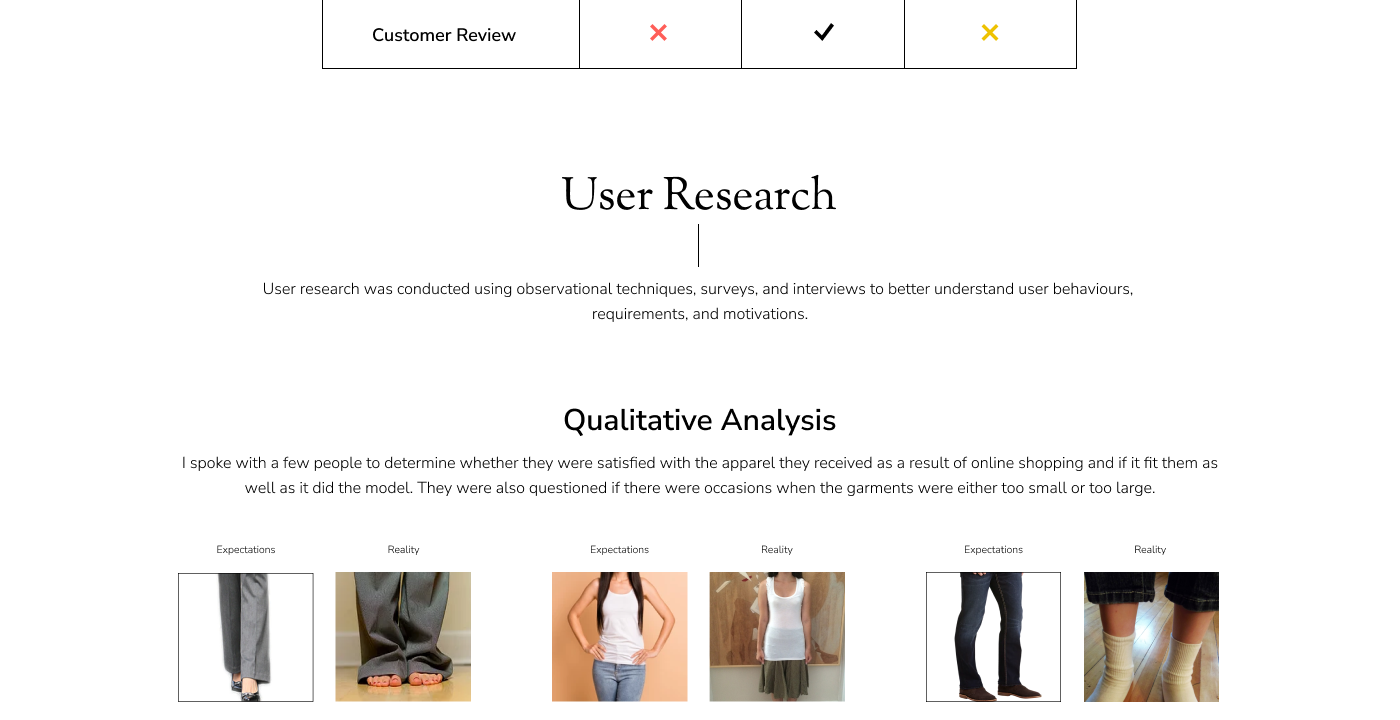 Customer Review
User Research
User research was conducted using observational techniques, surveys, and interviews to better understand user behaviours,
requirements, and motivations.
Qualitative Analysis
I spoke with a few people to determine whether they were satisfied with the apparel they received as a result of online shopping and if it fit them as
well as it did the model. They were also questioned if there were occasions when the garments were either too small or too large.
Expectations Reality Expectations Reality Expectations Reality